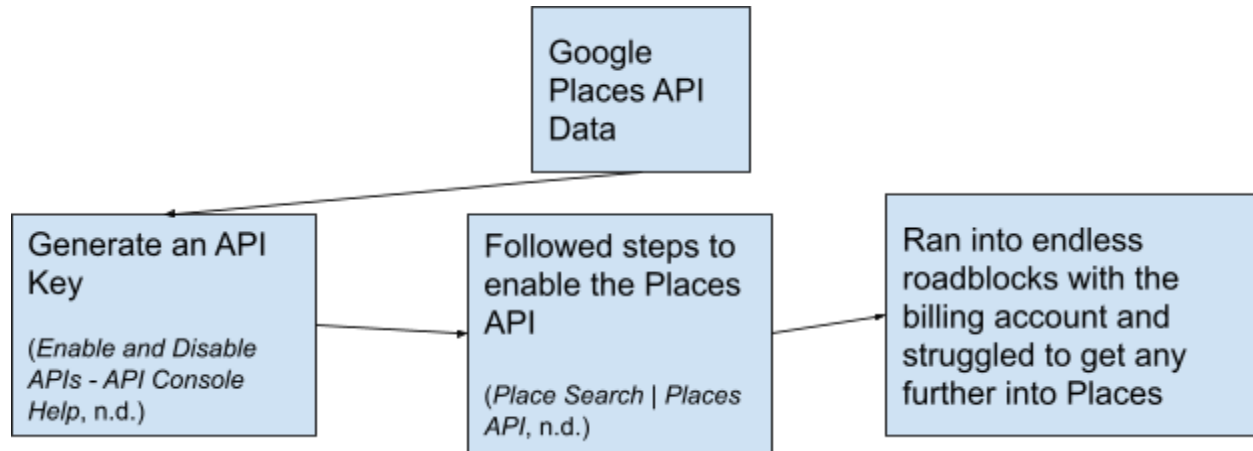 Google
Places API
Data
Generate an API
Key
(Enable and Disable
APIs - API Console
Help, n.d.)
Followed steps to
enable the Places
API
(Place Search | Places
API, n.d.)
Ran into endless
roadblocks with the
billing account and
struggled to get any
further into Places